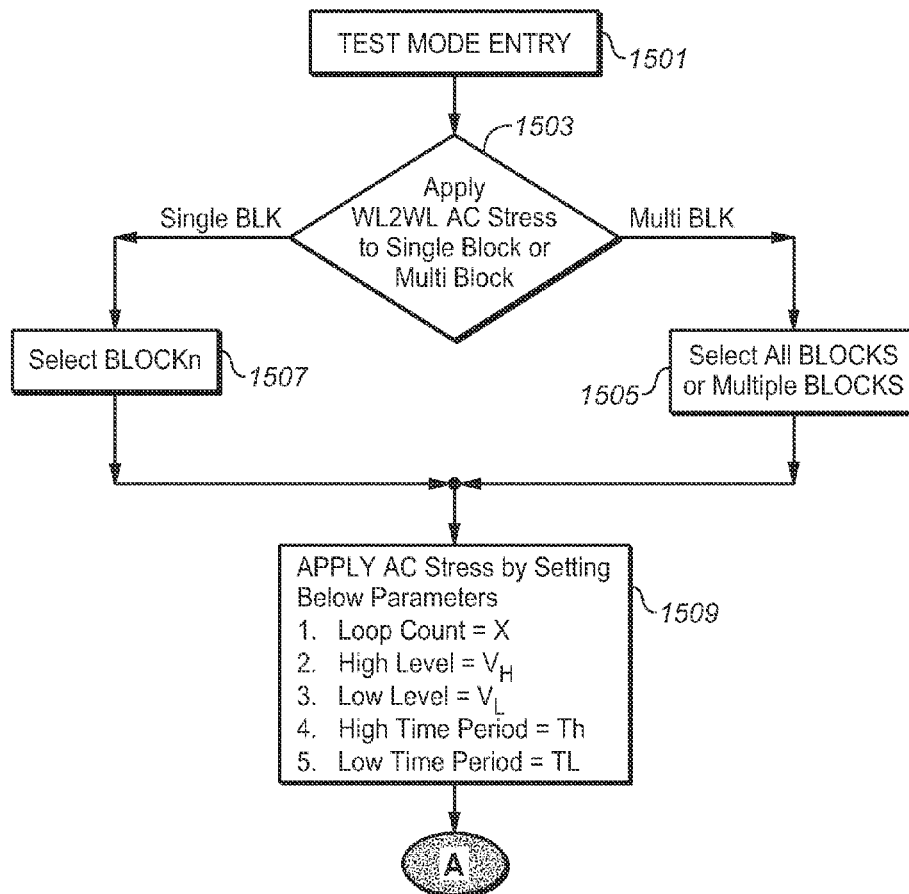 TEST MODE ENTRY
1501
1503
Apply
WL2WL AC Stress
to Single Block or
Multi Block
Single BLK
Multi BLK
Select BLOCKn
1507
Select All BLOCKS
or Multiple BLOCKS
1505
APPLY AC Stress by Setting
Below Parameters
1. Loop Count = X
2. High Level = V_H
3. Low Level = V_L
4. High Time Period = Th
5. Low Time Period = TL
1509
A